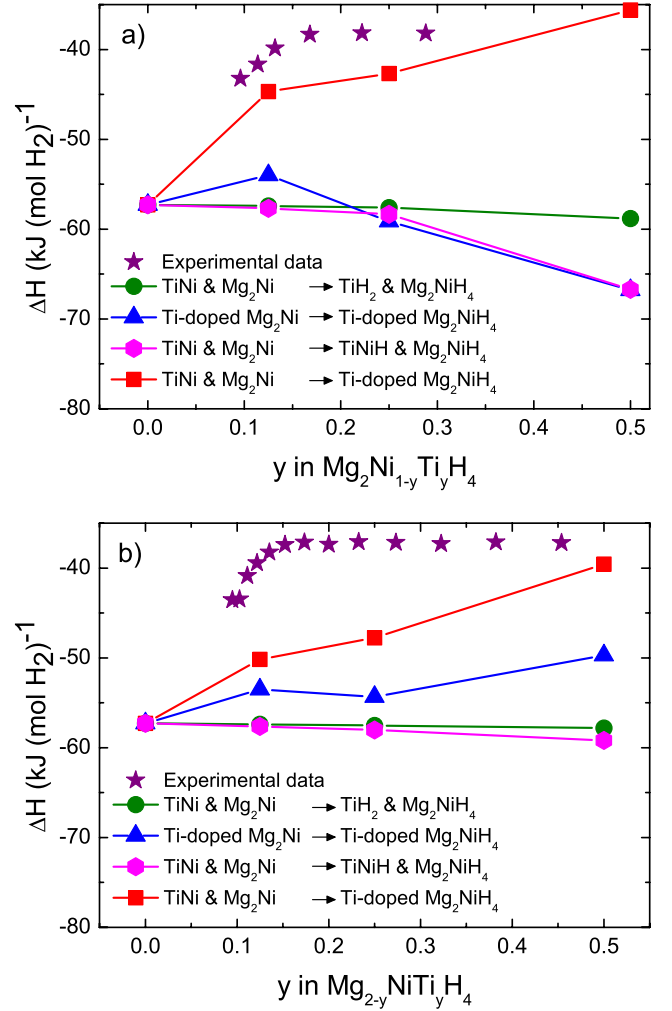 a)
-40
-50
-60
-70
-80
ΔH (kJ (mol H2)-1
Experimental data
TiNi & Mg2Ni → TiH2 & Mg2NiH4
Ti-doped Mg2Ni → Ti-doped Mg2NiH4
TiNi & Mg2Ni → TiNiH & Mg2NiH4
TiNi & Mg2Ni → Ti-doped Mg2NiH4
0.0 0.1 0.2 0.3 0.4 0.5
y in Mg2Ni1-yTiyH4
b)
-40
-50
-60
-70
-80
ΔH (kJ (mol H2)-1
Experimental data
TiNi & Mg2Ni → TiH2 & Mg2NiH4
Ti-doped Mg2Ni → Ti-doped Mg2NiH4
TiNi & Mg2Ni → TiNiH & Mg2NiH4
TiNi & Mg2Ni → Ti-doped Mg2NiH4
0.0 0.1 0.2 0.3 0.4 0.5
y in Mg2-yNiTiyH4